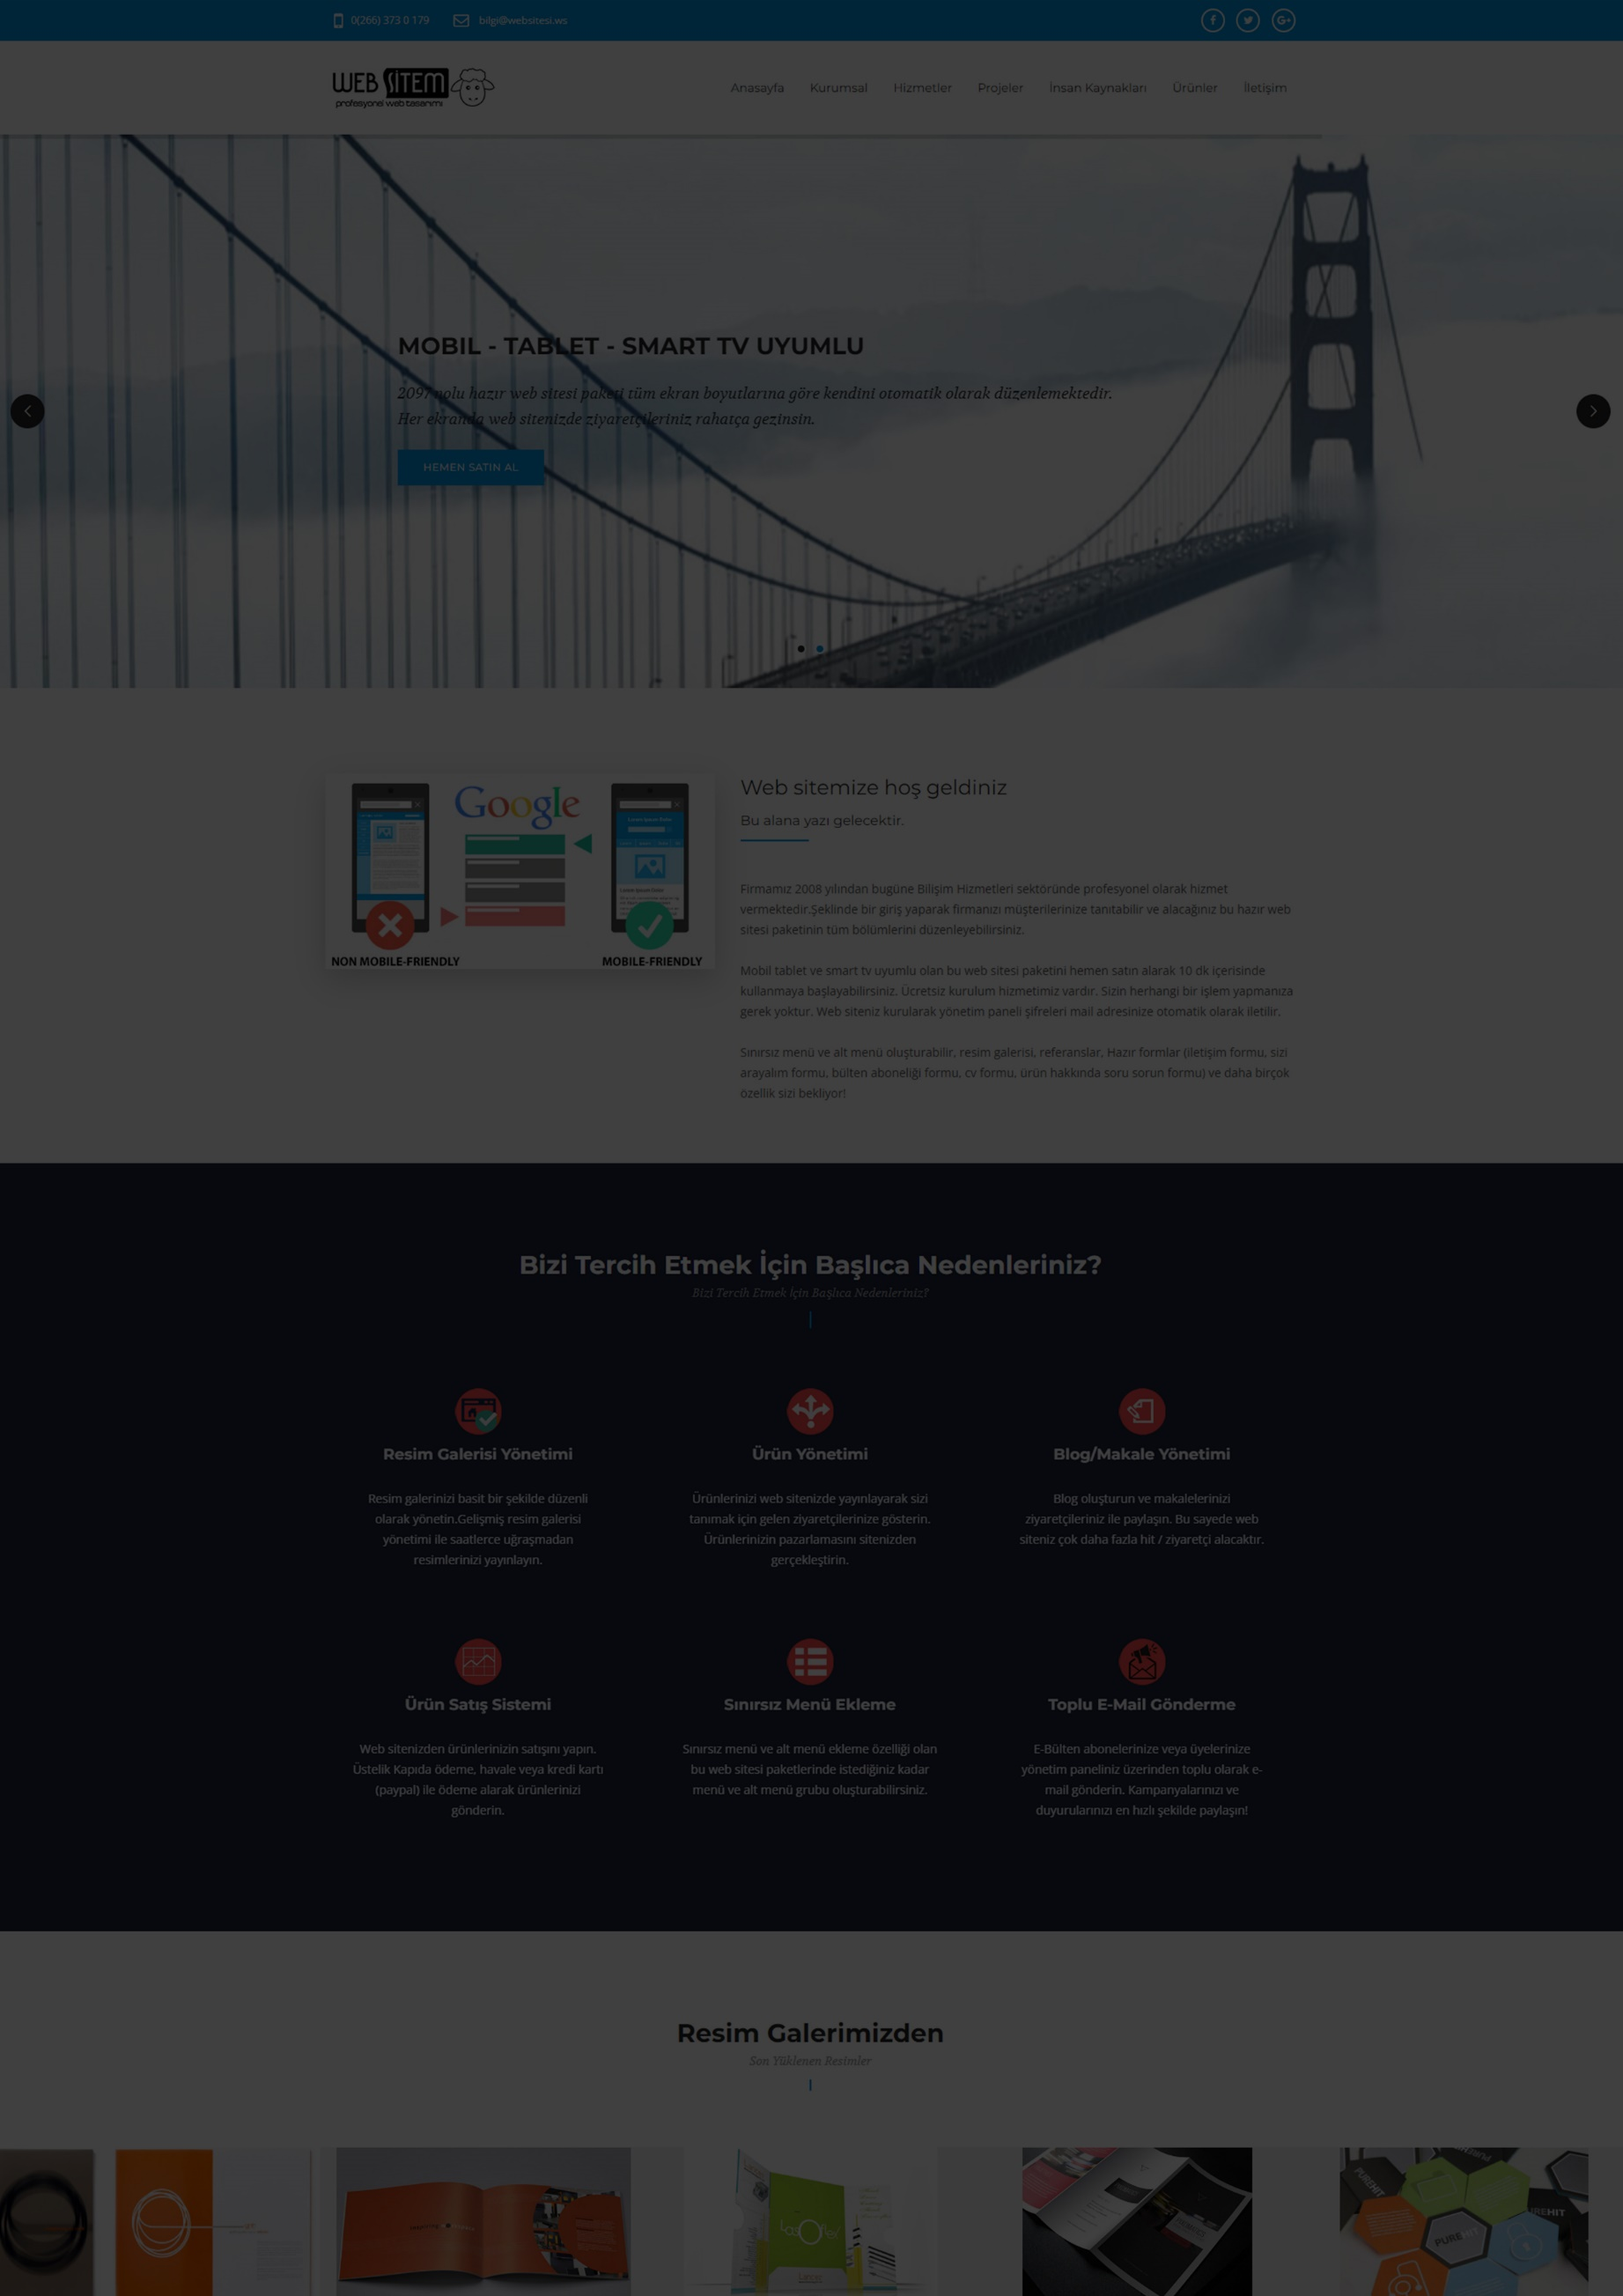 0(266) 373 0 179 bilgi@websitesi.ws
WEB SİTEM
profesyonel web tasarımı
Anasayfa Kurumsal Hizmetler Projeler İnsan Kaynakları Ürünler İletişim
MOBIL - TABLET - SMART TV UYUMLU
2097 nolu hazır web sitesi paketi tüm ekran boyutlarına göre kendini otomatik olarak düzenlemektedir.
Her ekranda web sitenizde ziyaretçileriniz rahatça gezinsin.
HEMEN SATIN AL
Google
NON MOBILE-FRIENDLY
MOBILE-FRIENDLY
Web sitemize hoş geldiniz
Bu alana yazı gelecektir.
Firmamız 2008 yılından bugüne Bilişim Hizmetleri sektöründe profesyonel olarak hizmet
vermektedir.Şeklinde bir giriş yaparak firmanızı müşterilerinize tanıtabilir ve alacağınız bu hazır web
sitesi paketinin tüm bölümlerini düzenleyebilirsiniz.
Mobil tablet ve smart tv uyumlu olan bu web sitesi paketini hemen satın alarak 10 dk içerisinde
kullanmaya başlayabilirsiniz. Ücretsiz kurulum hizmetimiz vardır. Sizin herhangi bir işlem yapmanıza
gerek yoktur. Web siteniz kurularak yönetim paneli şifreleri mail adresinize otomatik olarak iletilir.
Sınırsız menü ve alt menü oluşturabilir, resim galerisi, referanslar, Hazır formlar (iletişim formu, sizi
arayalım formu, bülten aboneliği formu, cv formu, ürün hakkında soru sorun formu) ve daha birçok
özellik sizi bekliyor!
Bizi Tercih Etmek İçin Başlıca Nedenleriniz?
Bizi Tercih Etmek İçin Başlıca Nedenleriniz?
Resim Galerisi Yönetimi
Resim galerinizi basit bir şekilde düzenli
olarak yönetin.Gelişmiş resim galerisi
yönetimi ile saatlerce uğraşmadan
resimlerinizi yayınlayın.
Ürün Yönetimi
Ürünlerinizi web sitenizde yayınlayarak sizi
tanımak için gelen ziyaretçilerinize gösterin.
Ürünlerinizin pazarlamasını sitenizden
gerçekleştirin.
Blog/Makale Yönetimi
Blog oluşturun ve makalelerinizi
ziyaretçileriniz ile paylaşın. Bu sayede web
siteniz çok daha fazla hit / ziyaretçi alacaktır.
Ürün Satış Sistemi
Web sitenizden ürünlerinizin satışını yapın.
Üstelik Kapıda ödeme, havale veya kredi kartı
(paypal) ile ödeme alarak ürünlerinizi
gönderin.
Sınırsız Menü Ekleme
Sınırsız menü ve alt menü ekleme özelliği olan
bu web sitesi paketlerinde istediğiniz kadar
menü ve alt menü grubu oluşturabilirsiniz.
Toplu E-Mail Gönderme
E-Bülten abonelerinize veya üyelerinize
yönetim paneliniz üzerinden toplu olarak e-
mail gönderin. Kampanyalarınızı ve
duyurularınızı en hızlı şekilde paylaşın!
Resim Galerimizden
Son Yüklenen Resimler
PUREHIT
PUREHIT